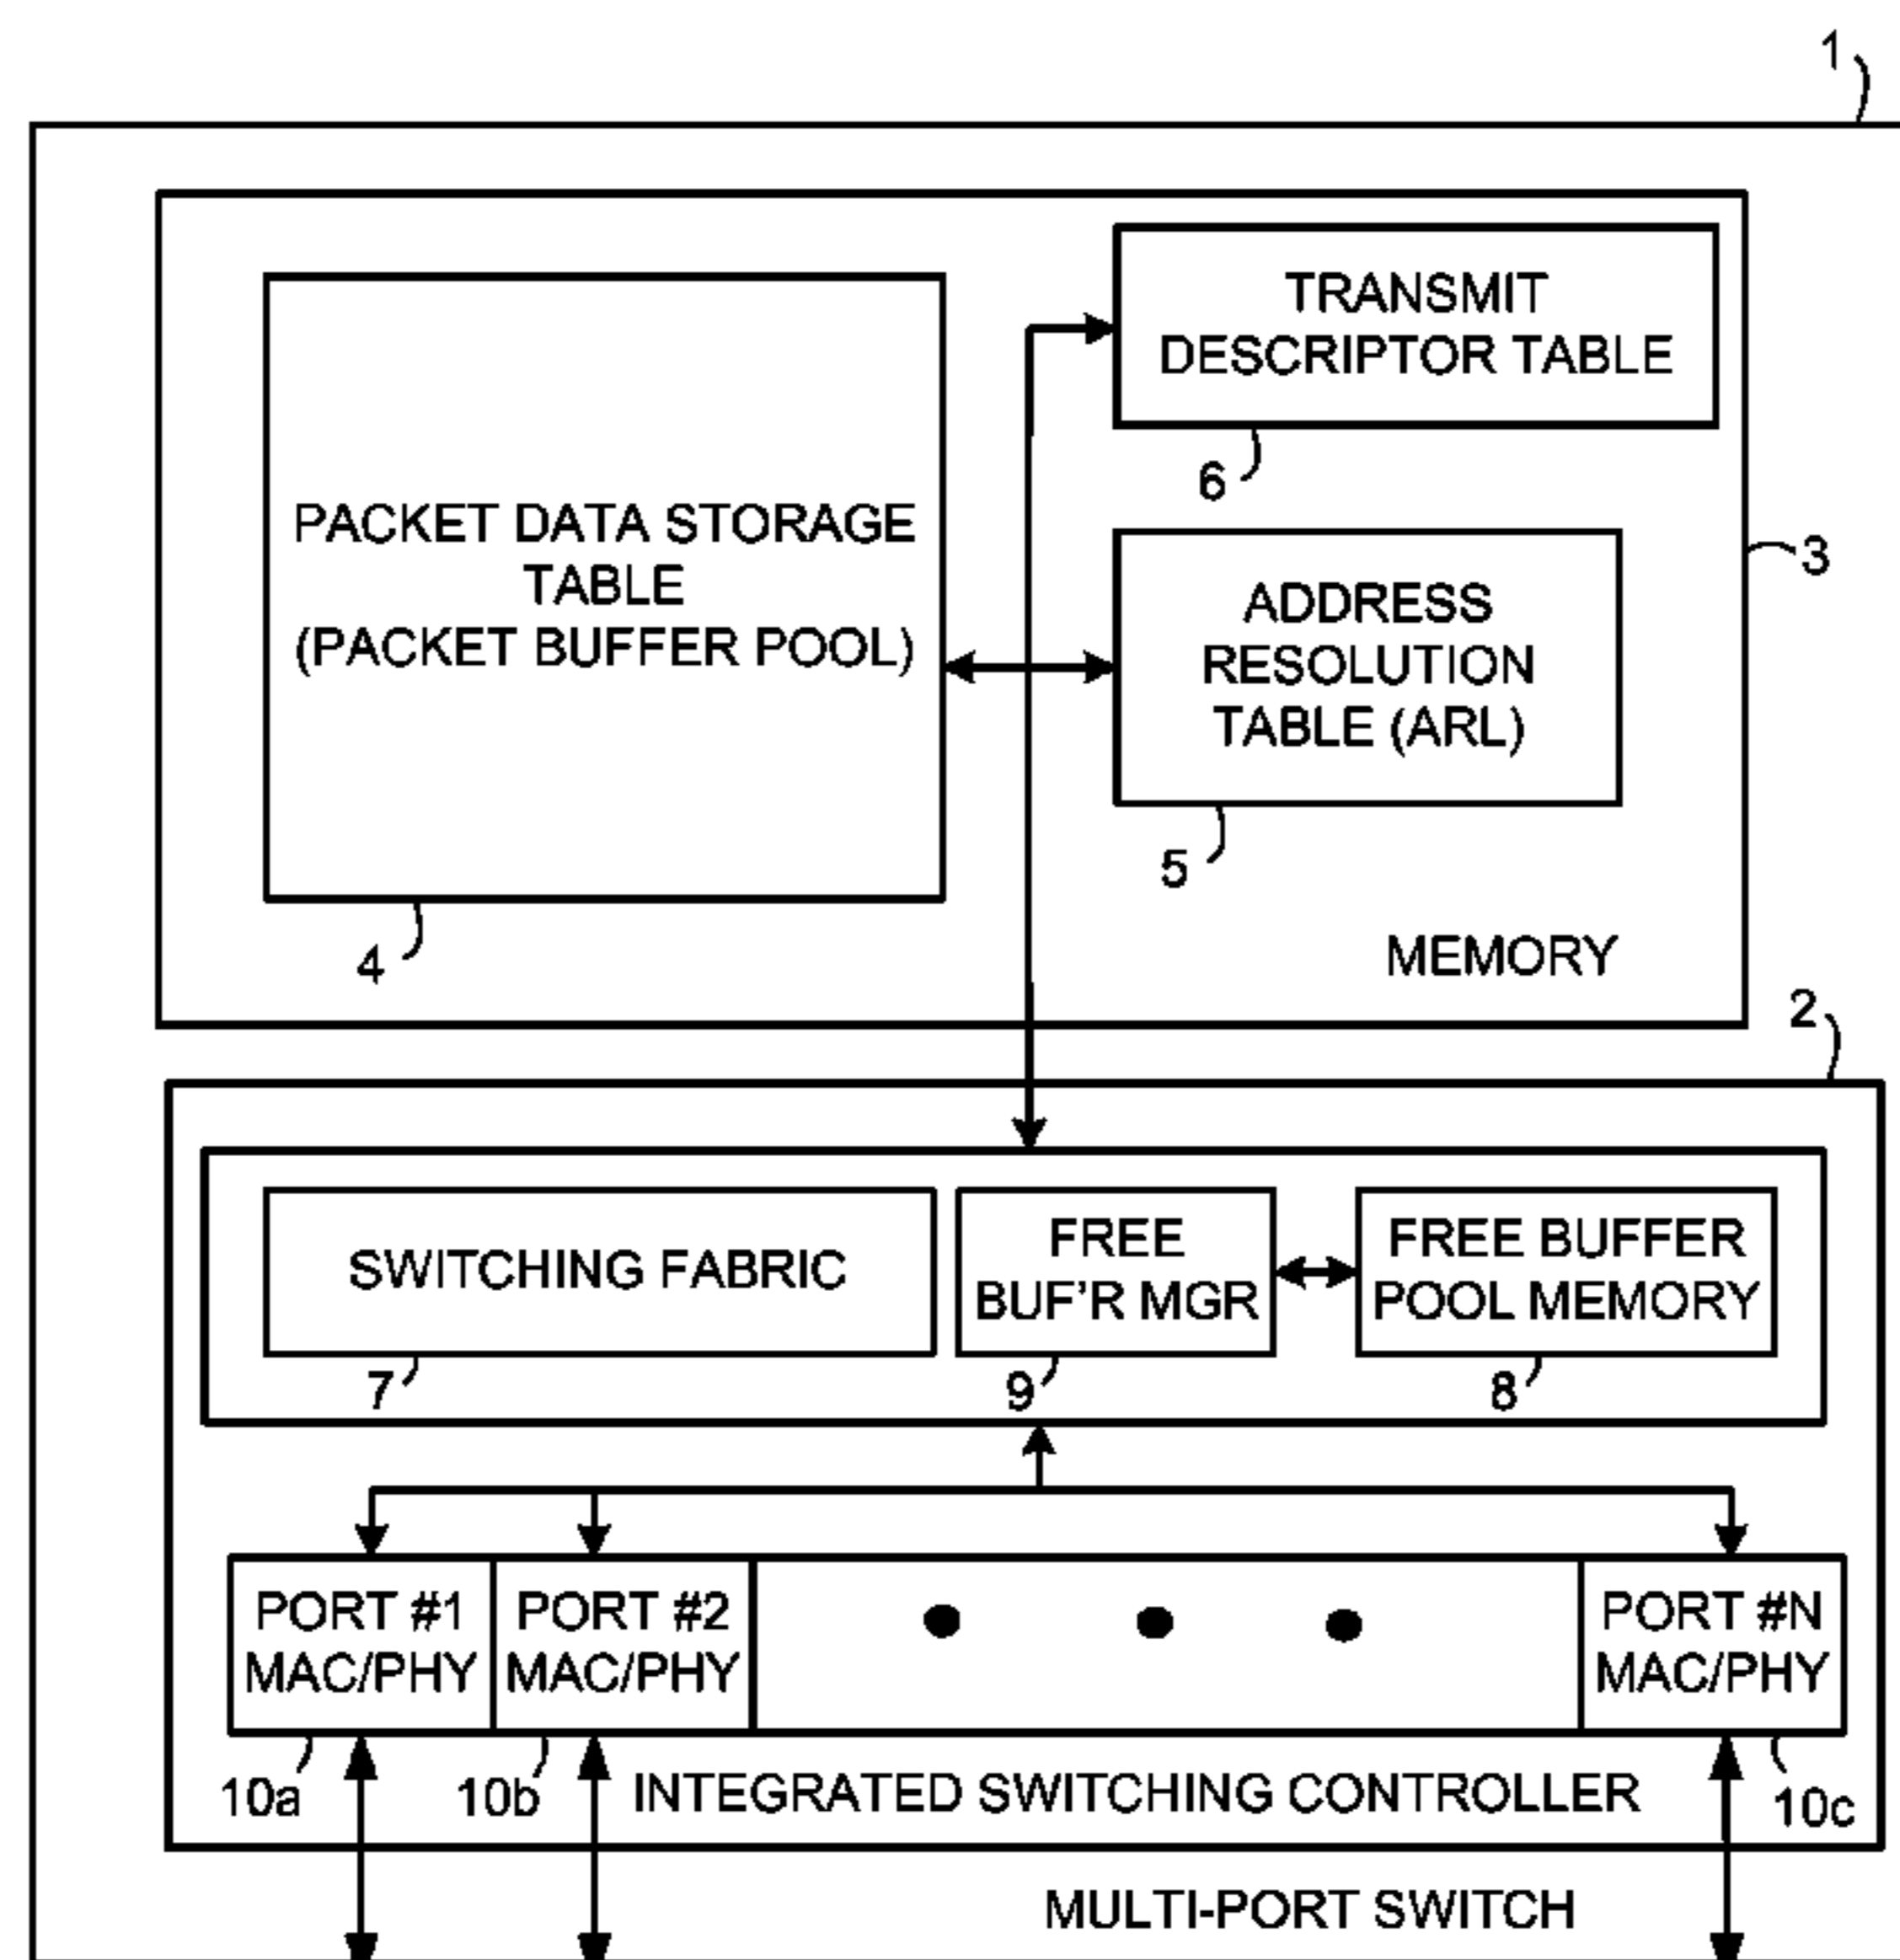 1
TRANSMIT
DESCRIPTOR TABLE
6
PACKET DATA STORAGE
TABLE
(PACKET BUFFER POOL)
4
3
ADDRESS
RESOLUTION
TABLE (ARL)
5
MEMORY
2
SWITCHING FABRIC
7
FREE
BUF'R MGR
9
FREE BUFFER
POOL MEMORY
8
PORT #1
MAC/PHY
PORT #2
MAC/PHY
PORT #N
MAC/PHY
10a
10b
INTEGRATED SWITCHING CONTROLLER
10c
MULTI-PORT SWITCH